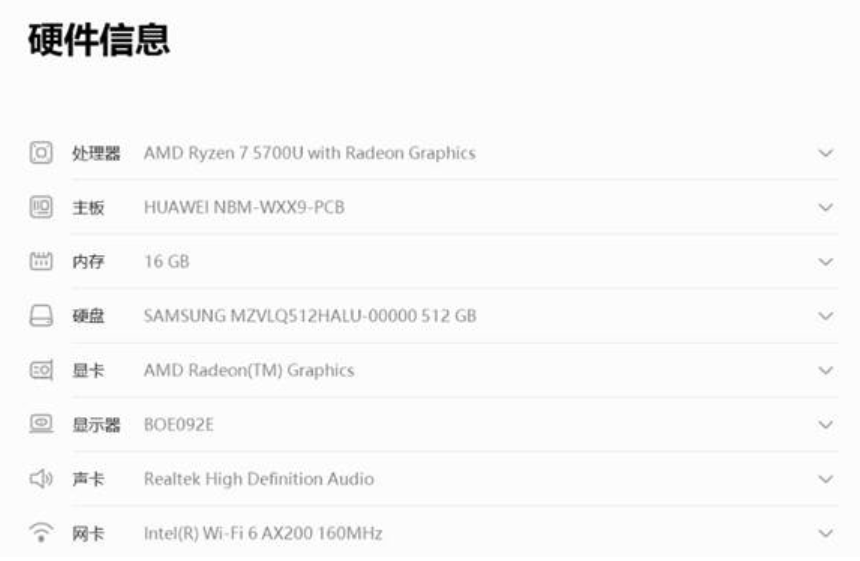 硬件信息
处理器 AMD Ryzen 7 5700U with Radeon Graphics
主板 HUAWEI NBM-WXX9-PCB
内存 16 GB
硬盘 SAMSUNG MZVLQ512HALU-00000 512 GB
显卡 AMD Radeon(TM) Graphics
显示器 BOE092E
声卡 Realtek High Definition Audio
网卡 Intel(R) Wi-Fi 6 AX200 160MHz